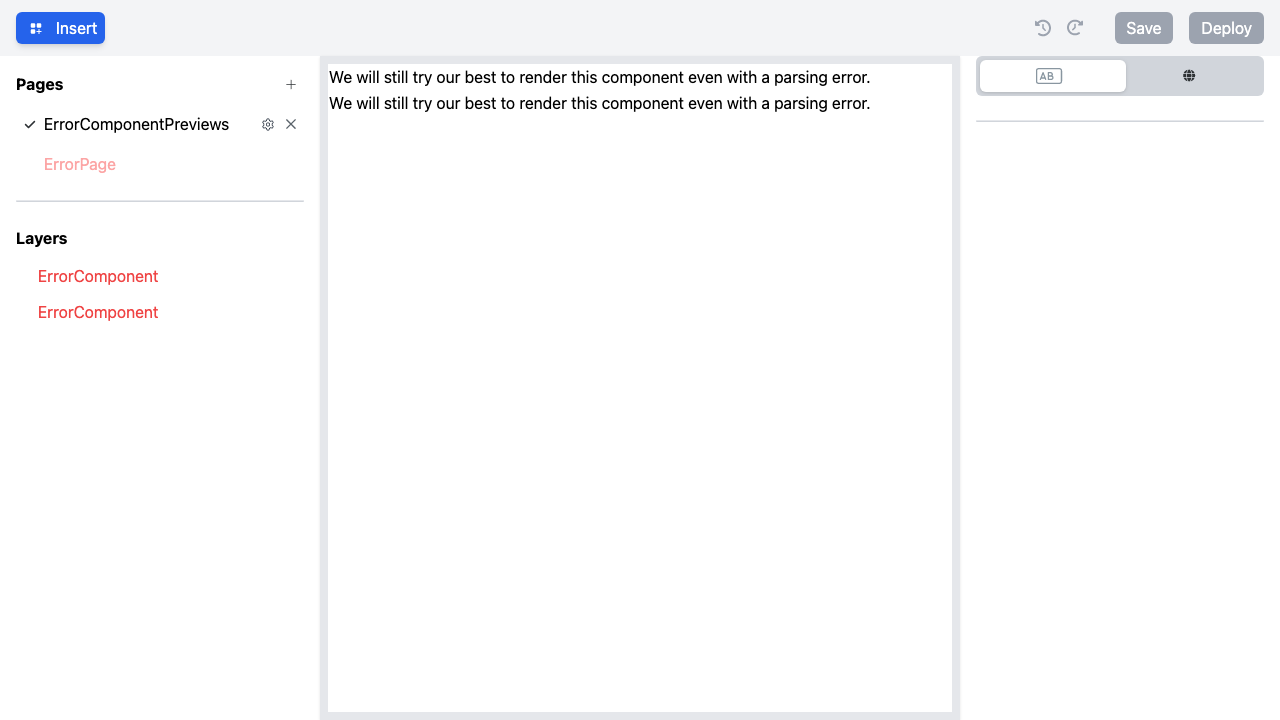 Insert
Save
Deploy
Pages
ErrorComponentPreviews
ErrorPage
Layers
ErrorComponent
ErrorComponent
We will still try our best to render this component even with a parsing error.
We will still try our best to render this component even with a parsing error.
AB